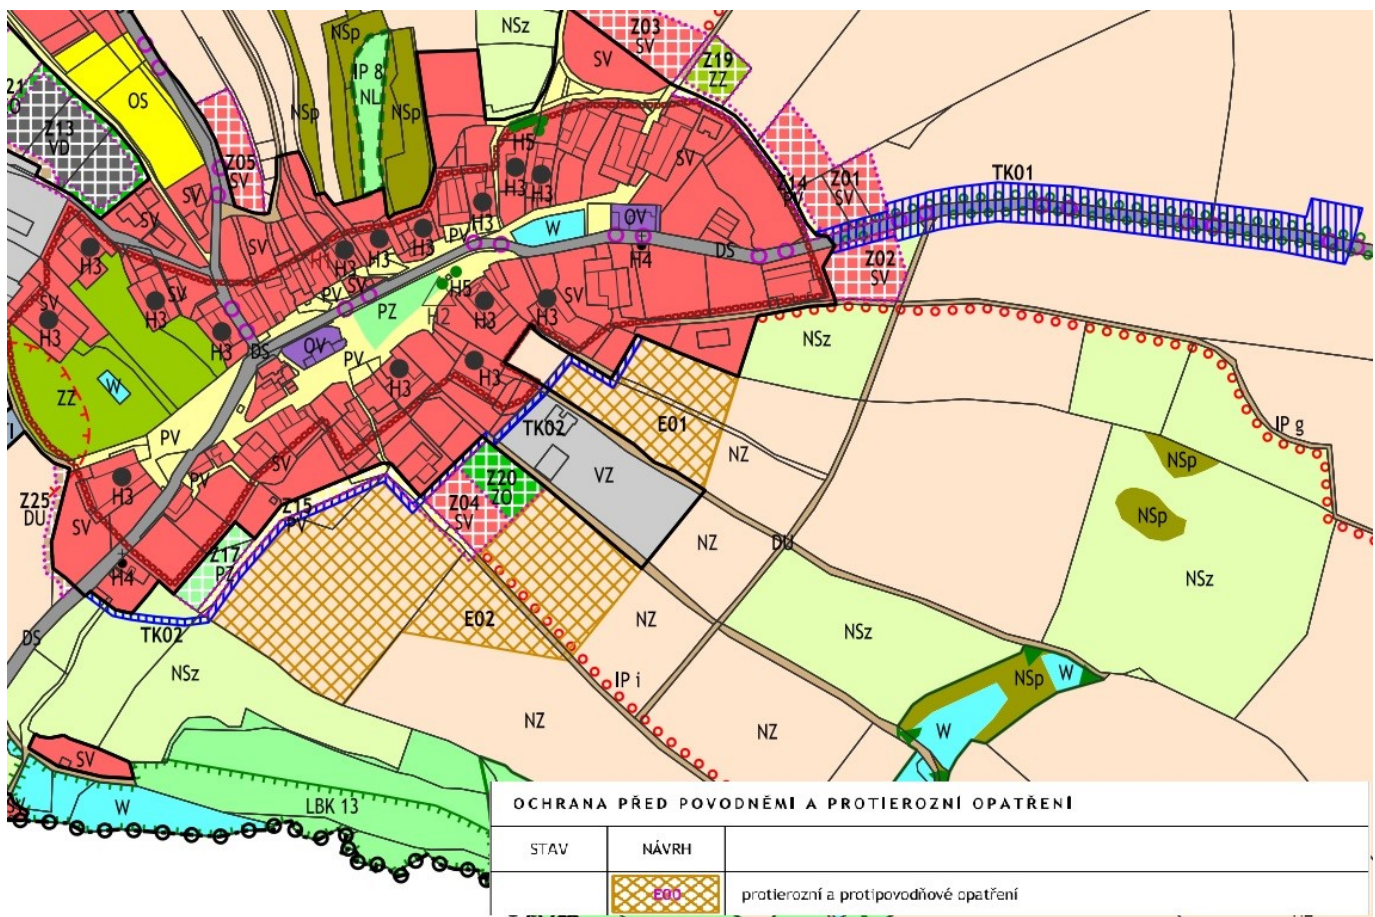 NSz
Z03
SV
NSp
SV
Z19
ZZ
IP 8
NL
OS
NSp
NSp
Z13
VD
H5
SV
Z05
SV
H3
H3
TK01
Z14
Z01
SV
SV
SV
H3
OV
W
SV
PV
H3
H3
H3
H4
DS
Z02
SV
H3
SV
SV
PV
SV
H5
PZ
H2
H3
H3
SV
H3
H3
H3
DS
OV
PV
NSz
W
ZZ
H3
H3
E01
IP g
TK02
PV
NZ
NSp
SV
VZ
Z20
ZO
H3
PV
Z25
DU
Z15
PV
Z04
SV
NSp
SV
NZ
DU
Z17
PZ
H4
NSz
E02
NZ
TK02
DS
NSz
NSz
IP i
NSp
W
NZ
NZ
W
SV
W
LBK 13
OCHRANA PŘED POVODNĚMI A PROTIEROZNÍ OPATŘENÍ
STAV NÁVRH
E00 protierozní a protipovodňové opatření